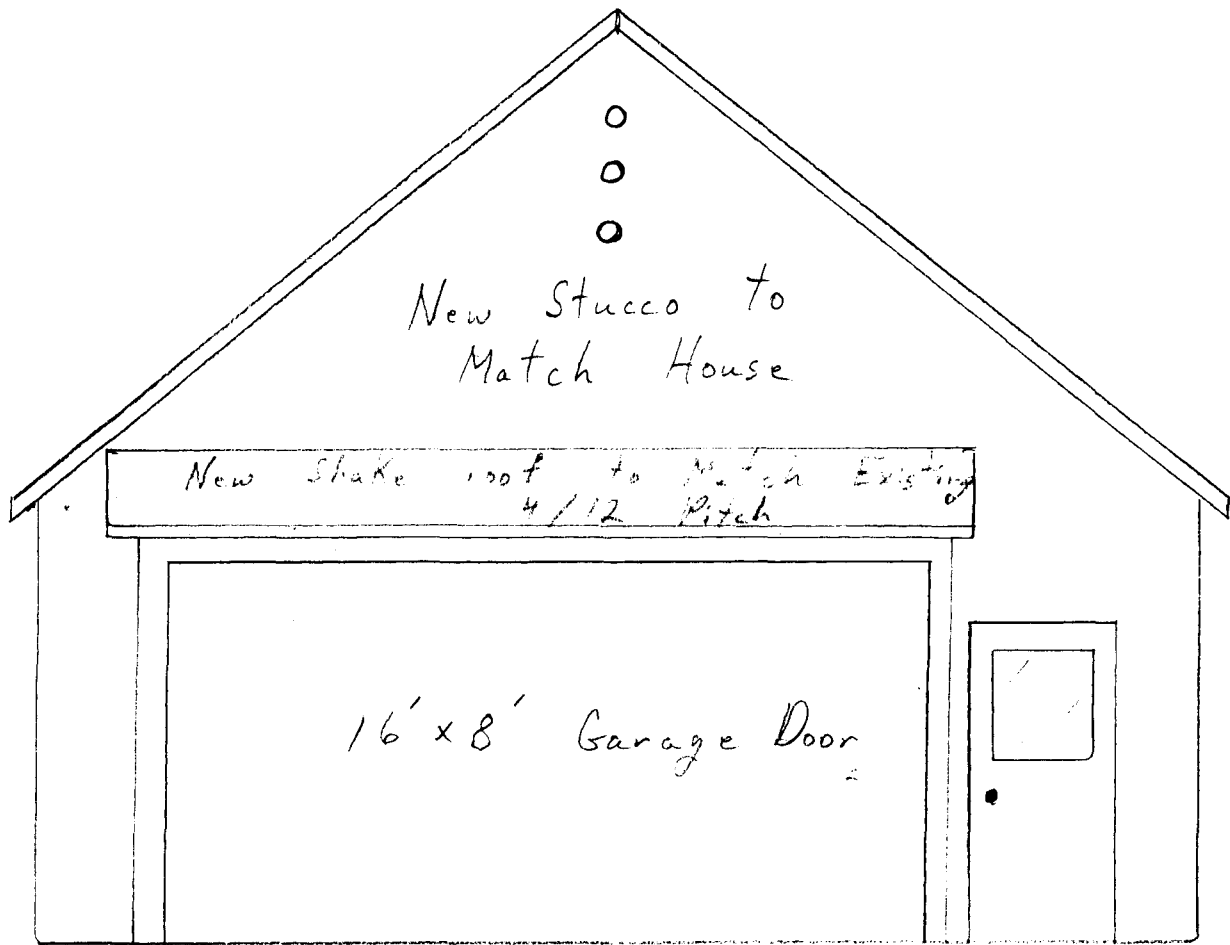 New Stucco to
Match House
New Shake roof to Match Existing
4/12 Pitch
16' x 8' Garage Door